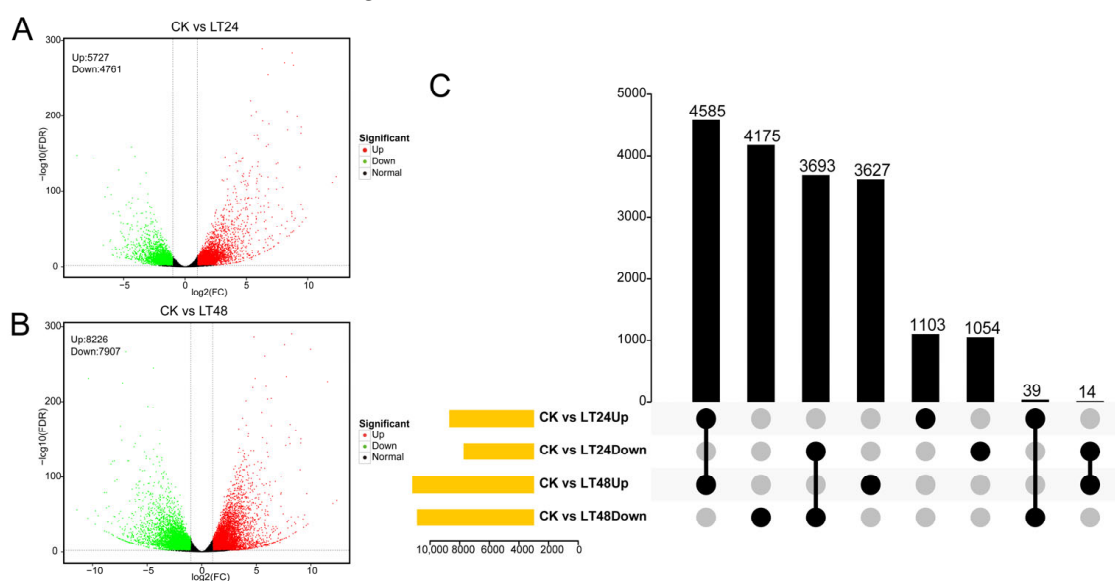 A
CK vs LT24
Up:5727
Down:4761
300
200
100
0
−log10(FDR)
−5
0
5
10
log2(FC)
Significant
Up
Down
Normal
B
CK vs LT48
Up:8226
Down:7907
300
200
100
0
−log10(FDR)
−10
−5
0
5
10
log2(FC)
Significant
Up
Down
Normal
C
5000
4000
3000
2000
1000
0
4585
4175
3693
3627
1103
1054
39
14
CK vs LT24Up
CK vs LT24Down
CK vs LT48Up
CK vs LT48Down
10,000 8000 6000 4000 2000 0